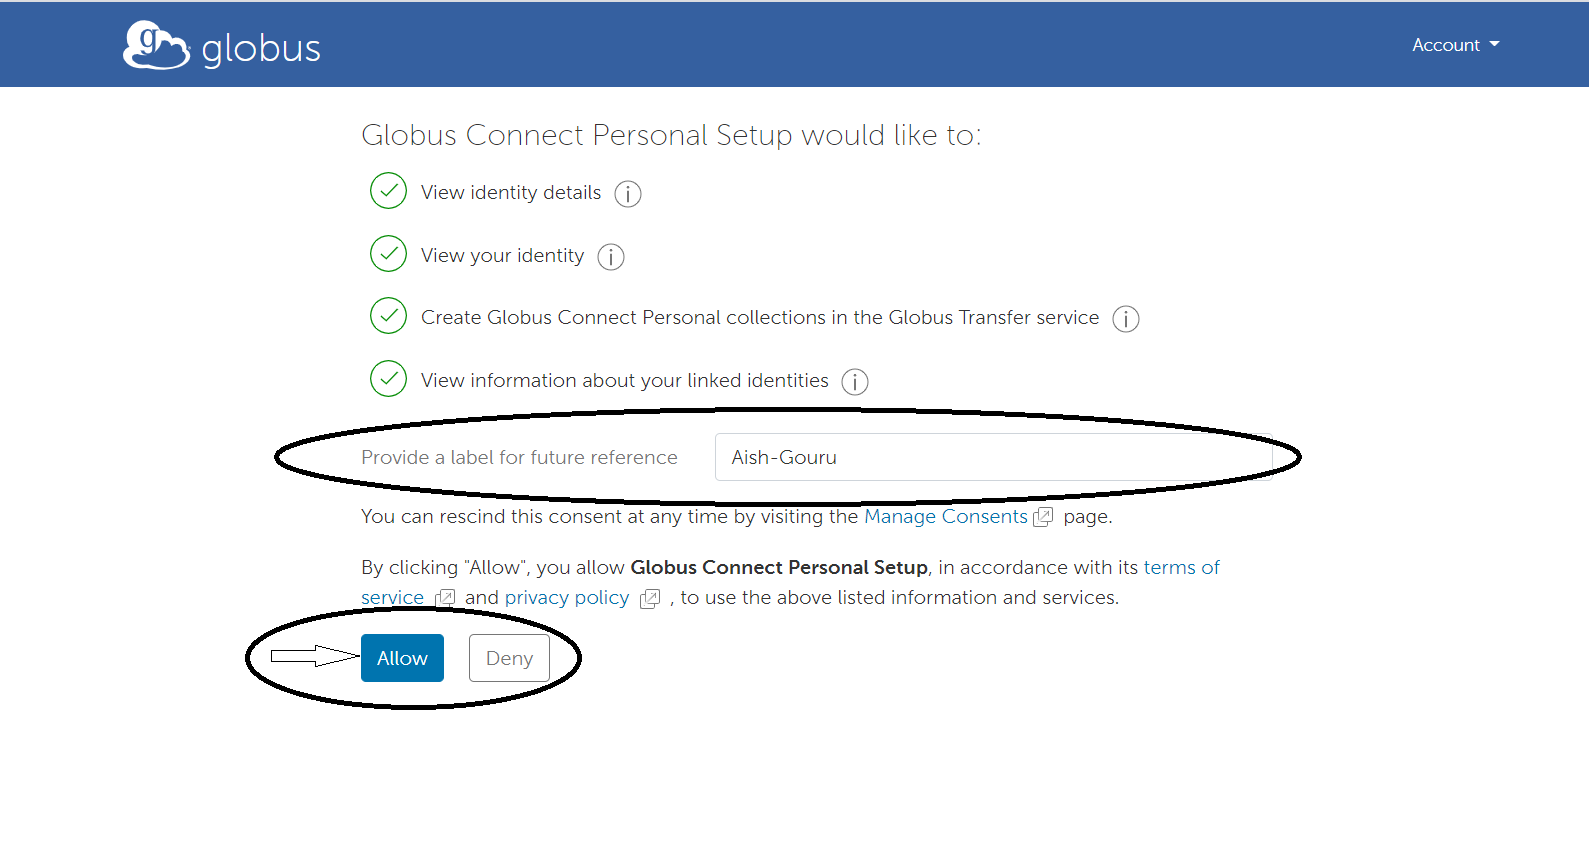 globus
Account
Globus Connect Personal Setup would like to:
View identity details
View your identity
Create Globus Connect Personal collections in the Globus Transfer service
View information about your linked identities
Provide a label for future reference Aish-Gouru
You can rescind this consent at any time by visiting the Manage Consents page.
By clicking "Allow", you allow Globus Connect Personal Setup, in accordance with its terms of
service and privacy policy , to use the above listed information and services.
Allow Deny